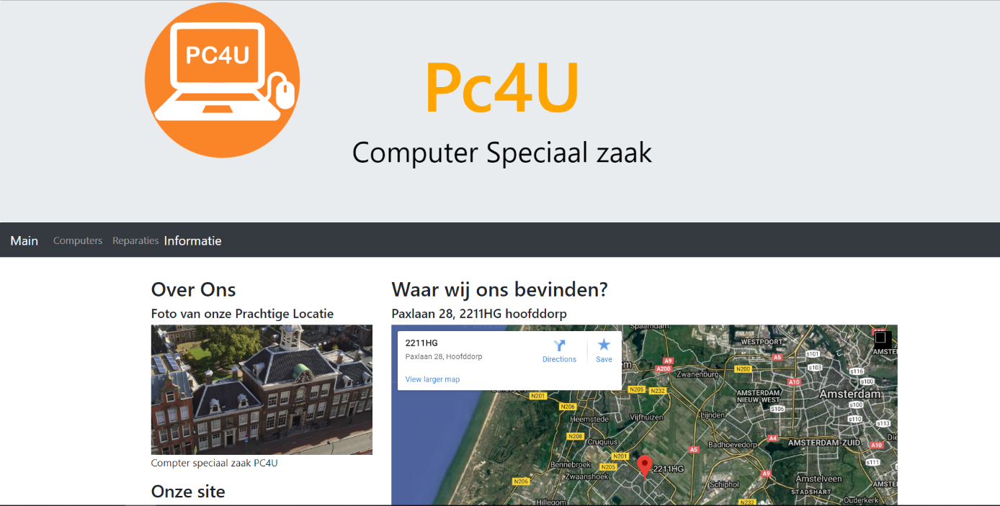 PC4U
Pc4U
Computer Speciaal zaak
Main Computers Reparaties Informatie
Over Ons
Foto van onze Prachtige Locatie
Compter speciaal zaak PC4U
Onze site
Waar wij ons bevinden?
Paxlaan 28, 2211HG hoofddorp
2211HG
Paxlaan 28, Hoofddorp
Directions
Save
View larger map
Spaarndam
WESTPOORT
A5
s101
A9
A200
N200
s103
s116
Zwanenburg
A10
s100
N205
N232
N201
AMSTERDAM
NIEUW-WEST
Amsterdam
S106
s100
N206
Heemstede
Vijfhuizen
Lijnden
s110
s113
N208
Cruquius
Badhoevedorp
A4
AMSTERDAM-ZUID
A10
A5
N201
Bennebroek
N205
2211HG
s111
Zwaanshoek
A9
N206
Schiphol
Amstelveen
STADSHART
Hillegom
N232
Ouderkerk